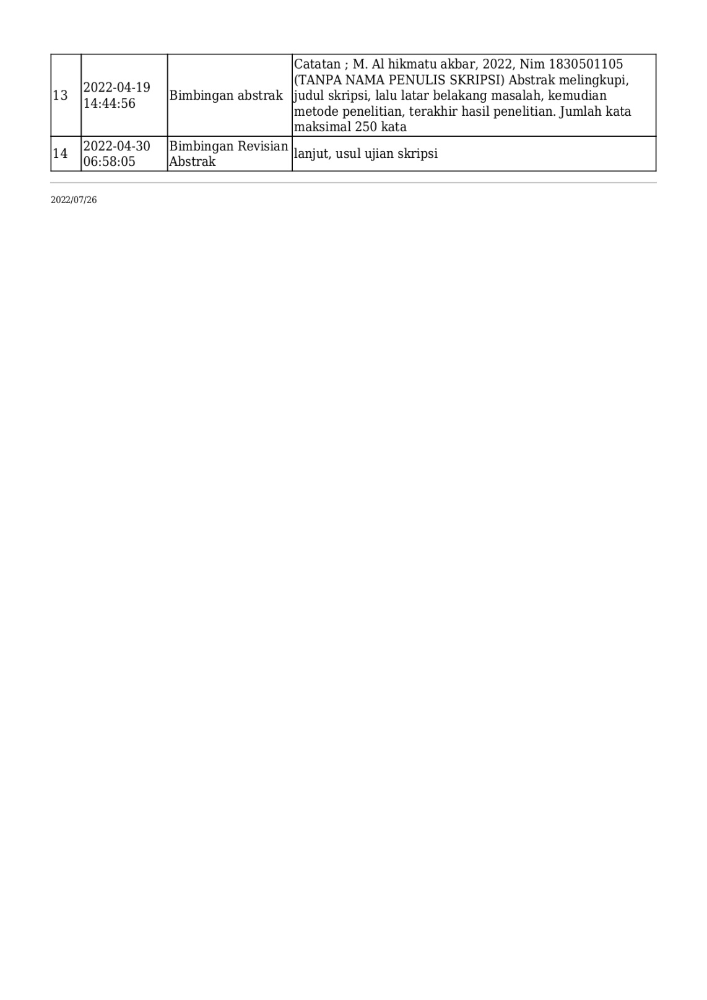 13
2022-04-19
14:44:56
Bimbingan abstrak
Catatan ; M. Al hikmatu akbar, 2022, Nim 1830501105
(TANPA NAMA PENULIS SKRIPSI) Abstrak melingkupi,
judul skripsi, lalu latar belakang masalah, kemudian
metode penelitian, terakhir hasil penelitian. Jumlah kata
maksimal 250 kata
14
2022-04-30
06:58:05
Bimbingan Revisian
Abstrak
lanjut, usul ujian skripsi
2022/07/26